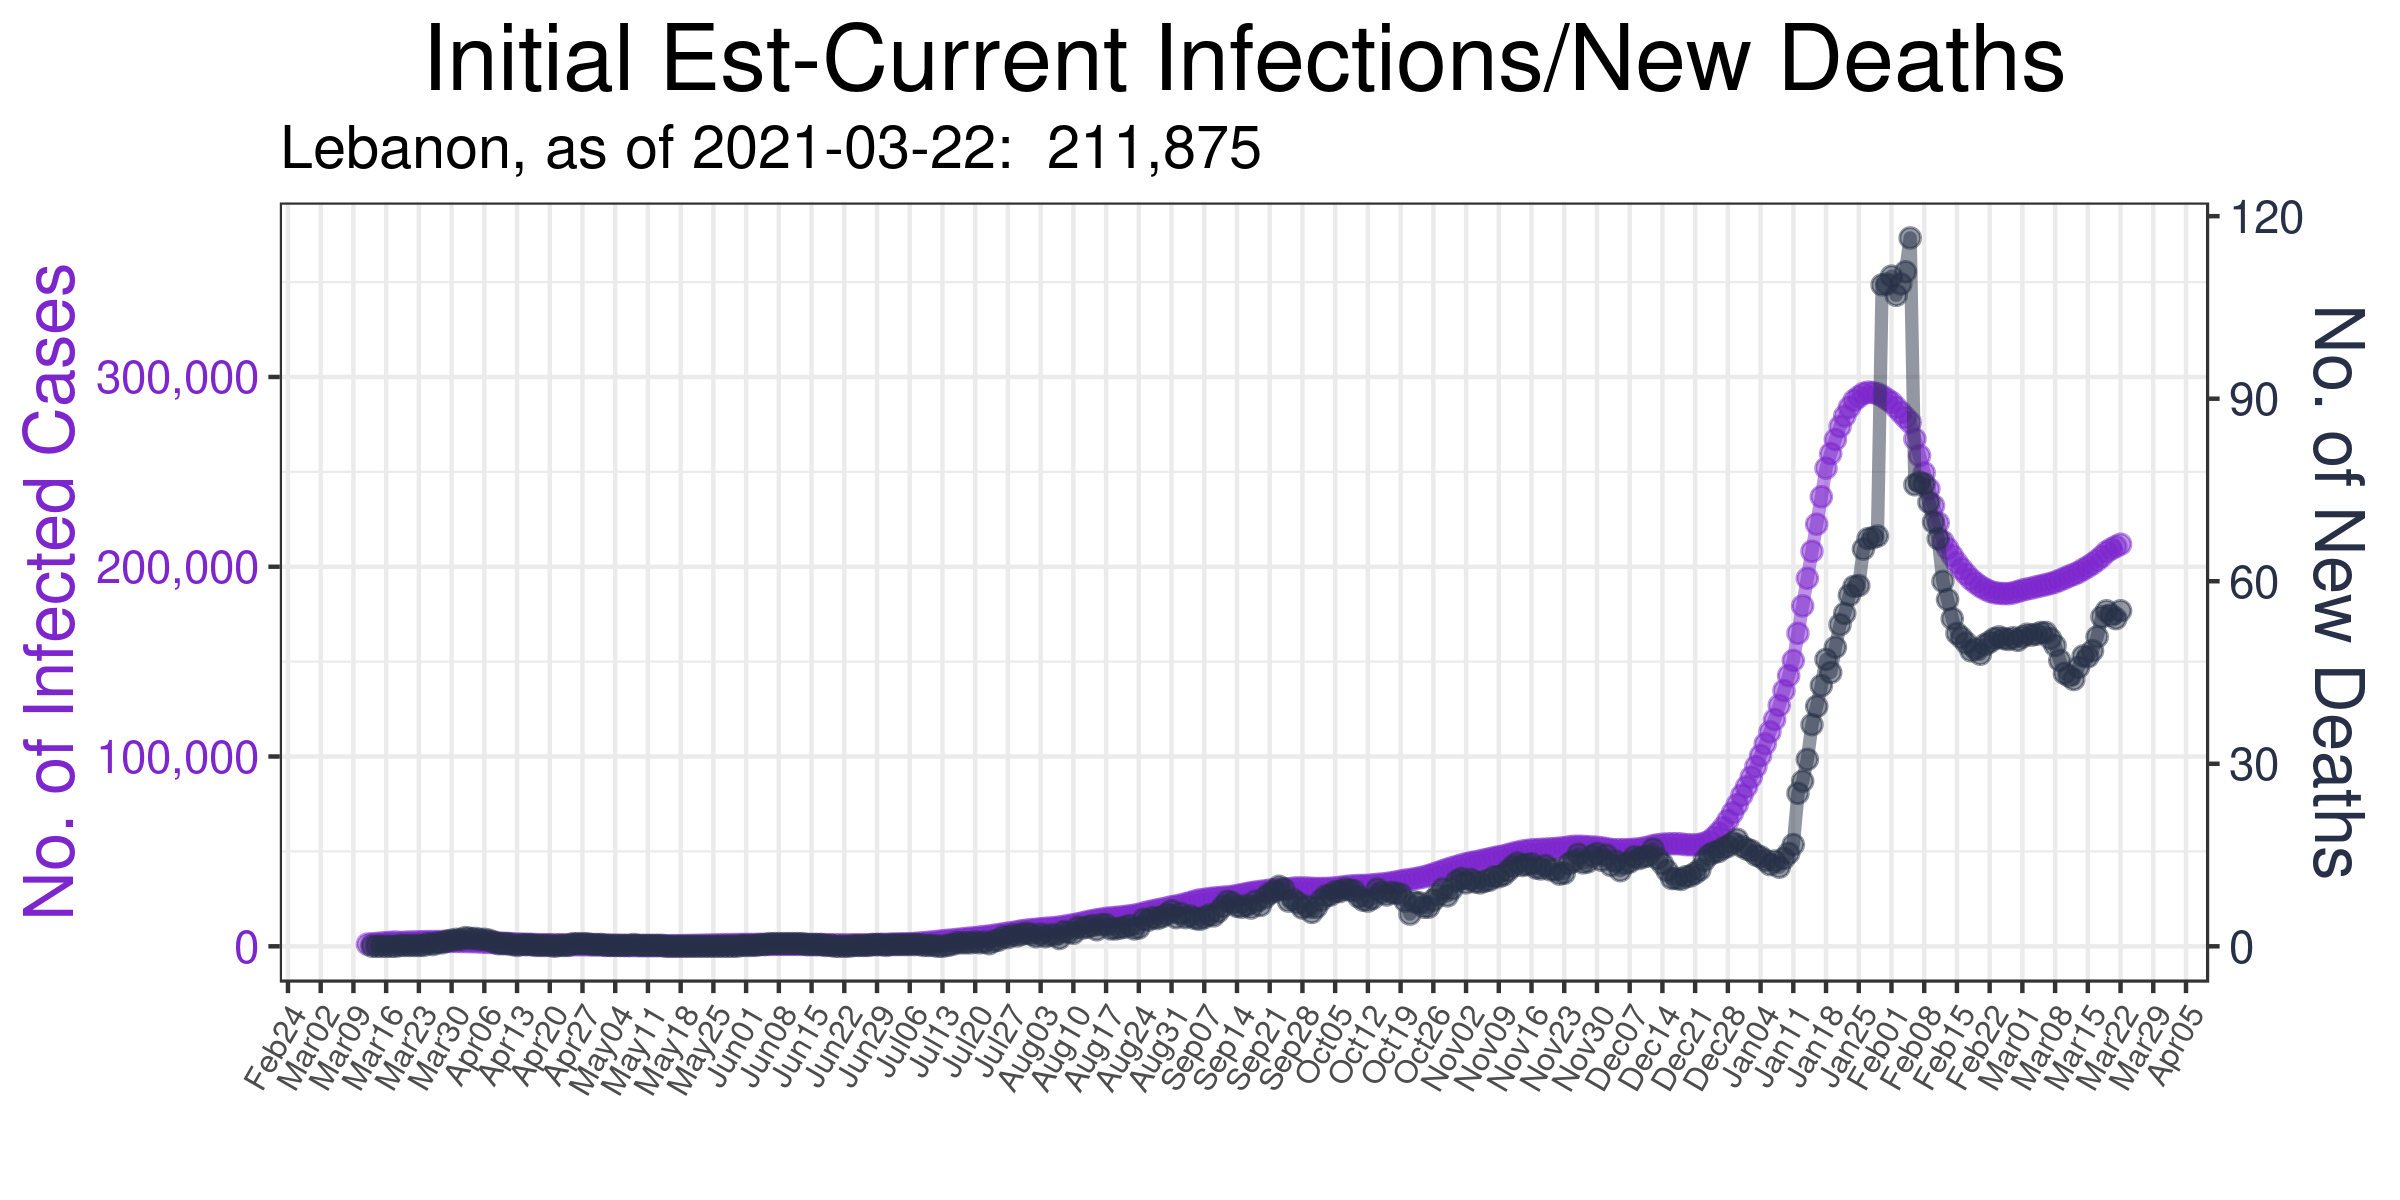 Initial Est-Current Infections/New Deaths
Lebanon, as of 2021-03-22:  211,875
No. of Infected Cases
300,000
200,000
100,000
0
120
90
60
30
0
No. of New Deaths
Feb24
Mar02
Mar09
Mar16
Mar23
Mar30
Apr06
Apr13
Apr20
Apr27
May04
May11
May18
May25
Jun01
Jun08
Jun15
Jun22
Jun29
Jul06
Jul13
Jul20
Jul27
Aug03
Aug10
Aug17
Aug24
Aug31
Sep07
Sep14
Sep21
Sep28
Oct05
Oct12
Oct19
Oct26
Nov02
Nov09
Nov16
Nov23
Nov30
Dec07
Dec14
Dec21
Dec28
Jan04
Jan11
Jan18
Jan25
Feb01
Feb08
Feb15
Feb22
Mar01
Mar08
Mar15
Mar22
Mar29
Apr05